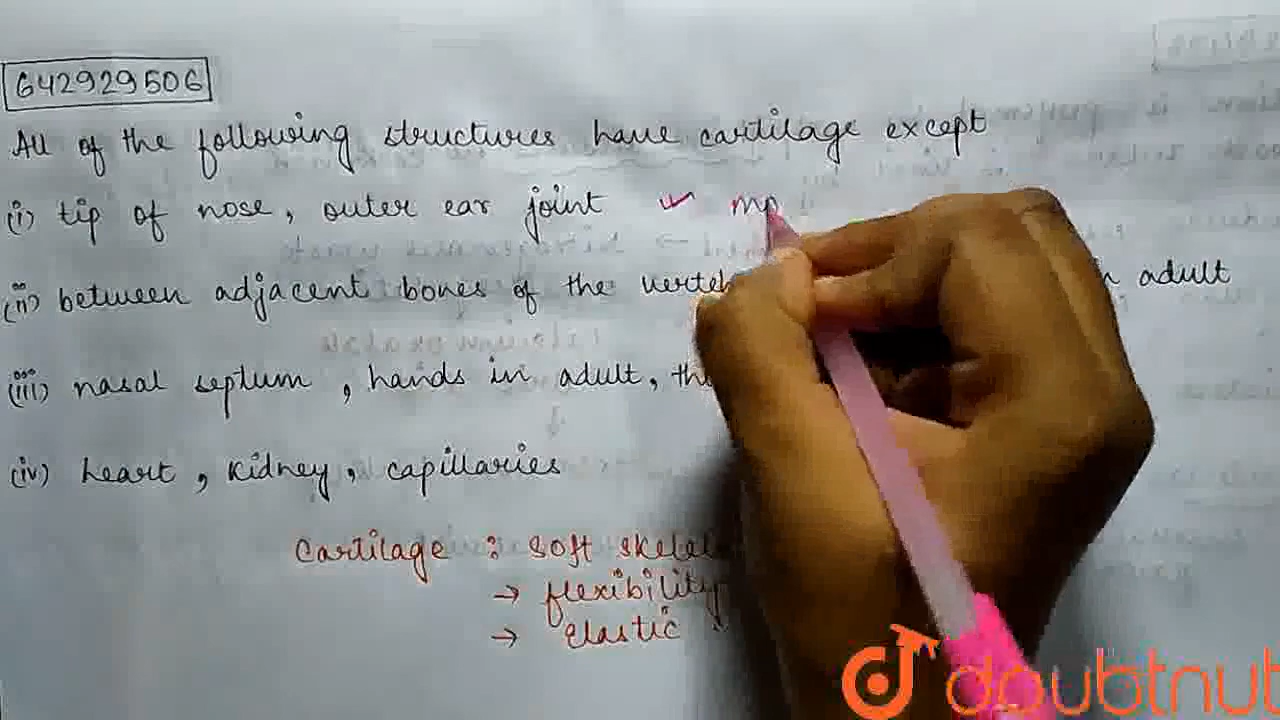 642929506
All of the following structures have cartilage except
(i) tip of nose, outer ear joint ✓ mp
(ii) between adjacent bones of the adult
(iii) nasal septum, hands in adult,
(iv) heart, kidney, capillaries
Cartilage : soft
→ flexibility
→ elastic
doubtnut